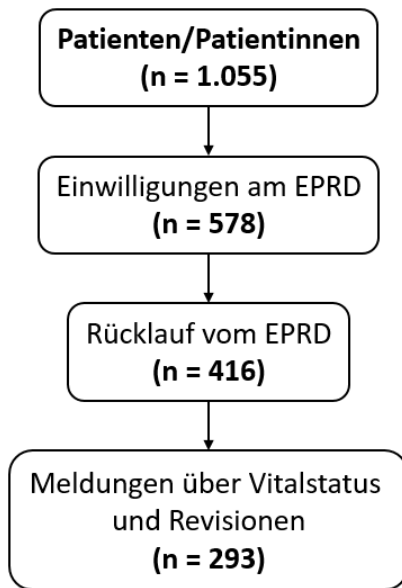 Patienten/Patientinnen
(n = 1.055)
Einwilligungen am EPRD
(n = 578)
Rücklauf vom EPRD
(n = 416)
Meldungen über Vitalstatus
und Revisionen
(n = 293)